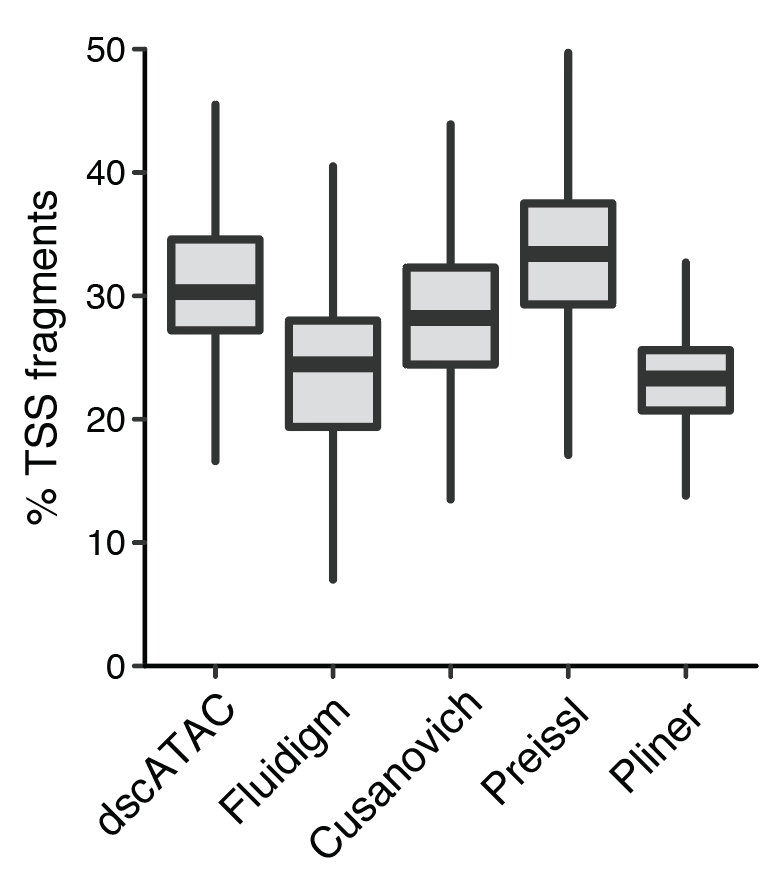 % TSS fragments
50
40
30
20
10
0
dscATAC
Fluidigm
Cusanovich
Preissl
Pliner